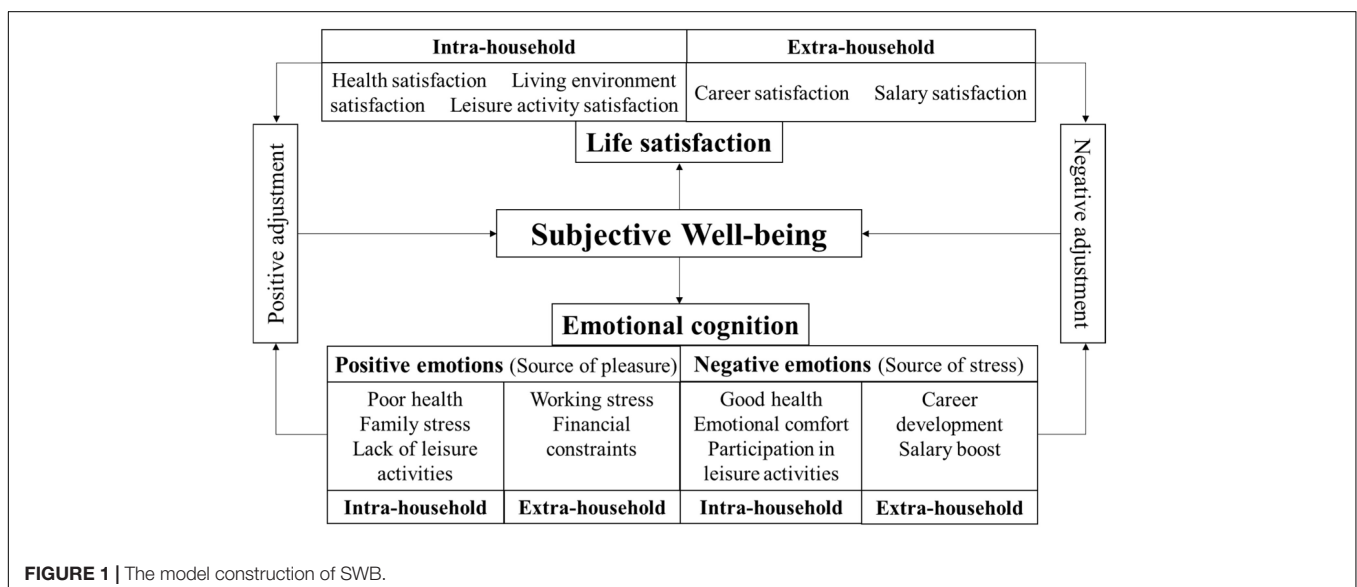 Intra-household
Extra-household
Health satisfaction Living environment
satisfaction Leisure activity satisfaction
Career satisfaction Salary satisfaction
Life satisfaction
Positive adjustment
Negative adjustment
Subjective Well-being
Emotional cognition
Positive emotions (Source of pleasure)
Negative emotions (Source of stress)
Poor health
Family stress
Lack of leisure
activities
Working stress
Financial
constraints
Good health
Emotional comfort
Participation in
leisure activities
Career
development
Salary boost
Intra-household
Extra-household
Intra-household
Extra-household
FIGURE 1 | The model construction of SWB.